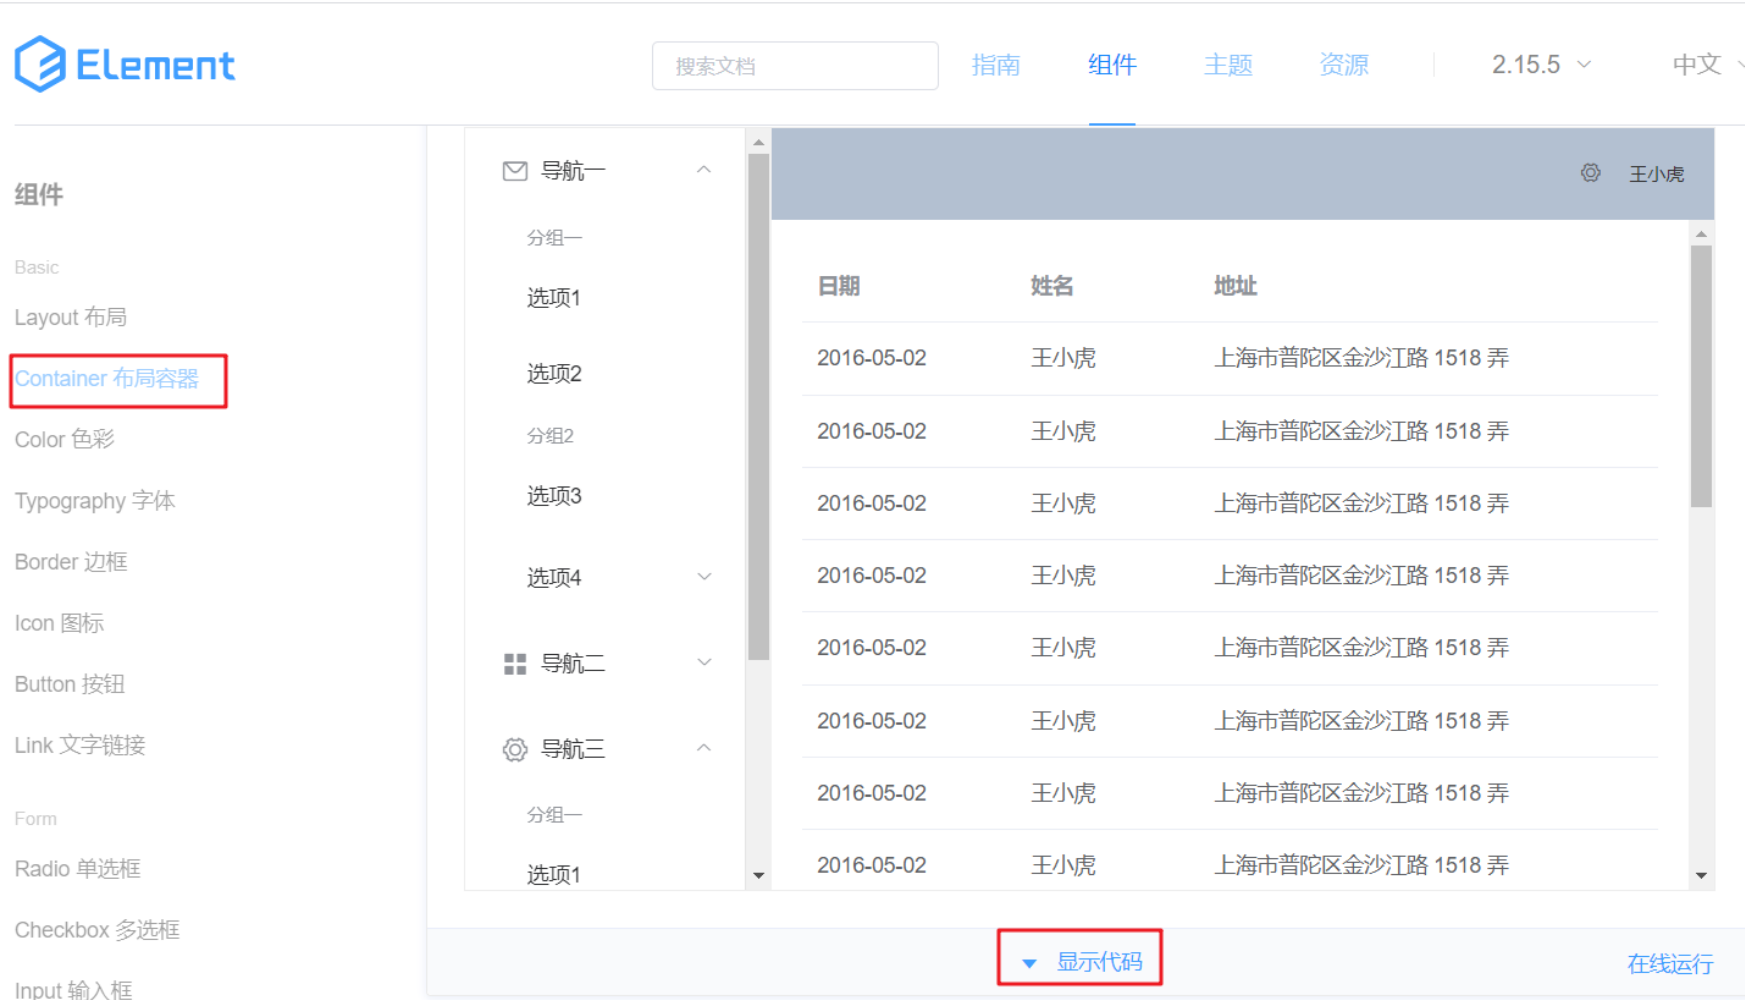 Element
搜索文档
指南
组件
主题
资源
2.15.5
中文
组件
Basic
Layout 布局
Container 布局容器
Color 色彩
Typography 字体
Border 边框
Icon 图标
Button 按钮
Link 文字链接
Form
Radio 单选框
Checkbox 多选框
Input 输入框
导航一
分组一
选项1
选项2
分组2
选项3
选项4
导航二
导航三
分组一
选项1
王小虎
日期 姓名 地址
2016-05-02 王小虎 上海市普陀区金沙江路 1518 弄
2016-05-02 王小虎 上海市普陀区金沙江路 1518 弄
2016-05-02 王小虎 上海市普陀区金沙江路 1518 弄
2016-05-02 王小虎 上海市普陀区金沙江路 1518 弄
2016-05-02 王小虎 上海市普陀区金沙江路 1518 弄
2016-05-02 王小虎 上海市普陀区金沙江路 1518 弄
2016-05-02 王小虎 上海市普陀区金沙江路 1518 弄
2016-05-02 王小虎 上海市普陀区金沙江路 1518 弄
显示代码
在线运行